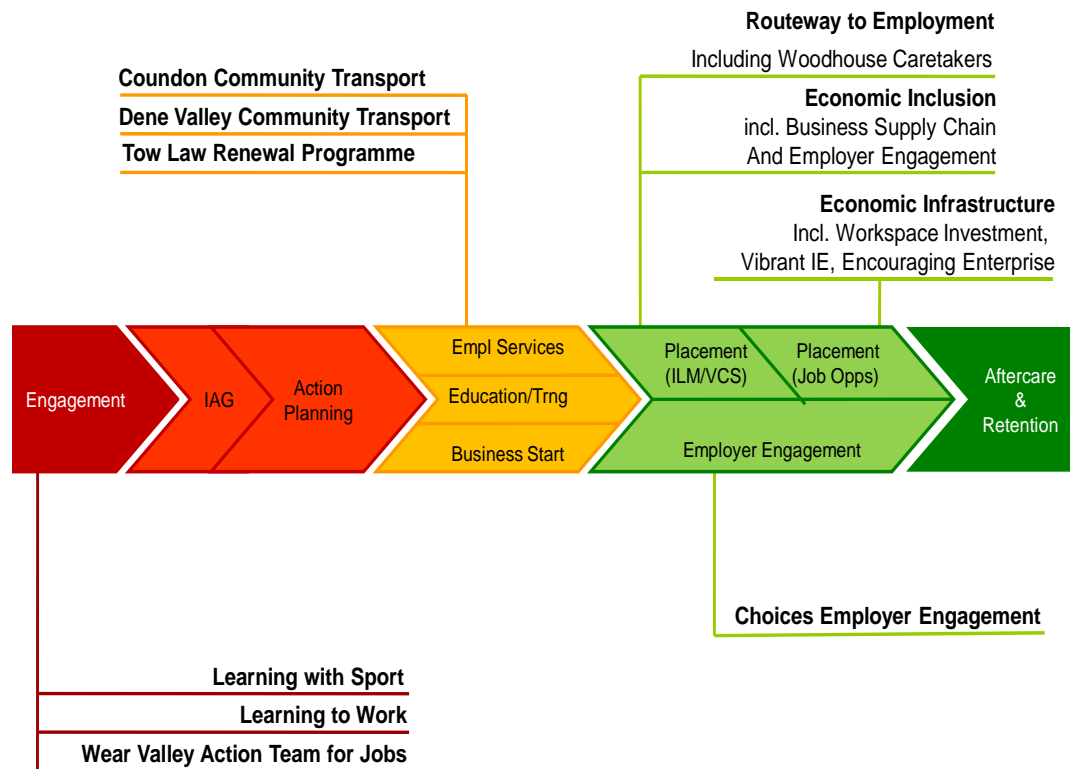 Routeway to Employment
Including Woodhouse Caretakers
Coundon Community Transport
Economic Inclusion
Dene Valley Community Transport
incl. Business Supply Chain
Tow Law Renewal Programme
And Employer Engagement
Economic Infrastructure
Incl. Workspace Investment,
Vibrant IE, Encouraging Enterprise
Engagement
IAG
Action
Planning
Empl Services
Education/Trng
Business Start
Placement
(ILM/VCS)
Placement
(Job Opps)
Employer Engagement
Aftercare
&
Retention
Choices Employer Engagement
Learning with Sport
Learning to Work
Wear Valley Action Team for Jobs